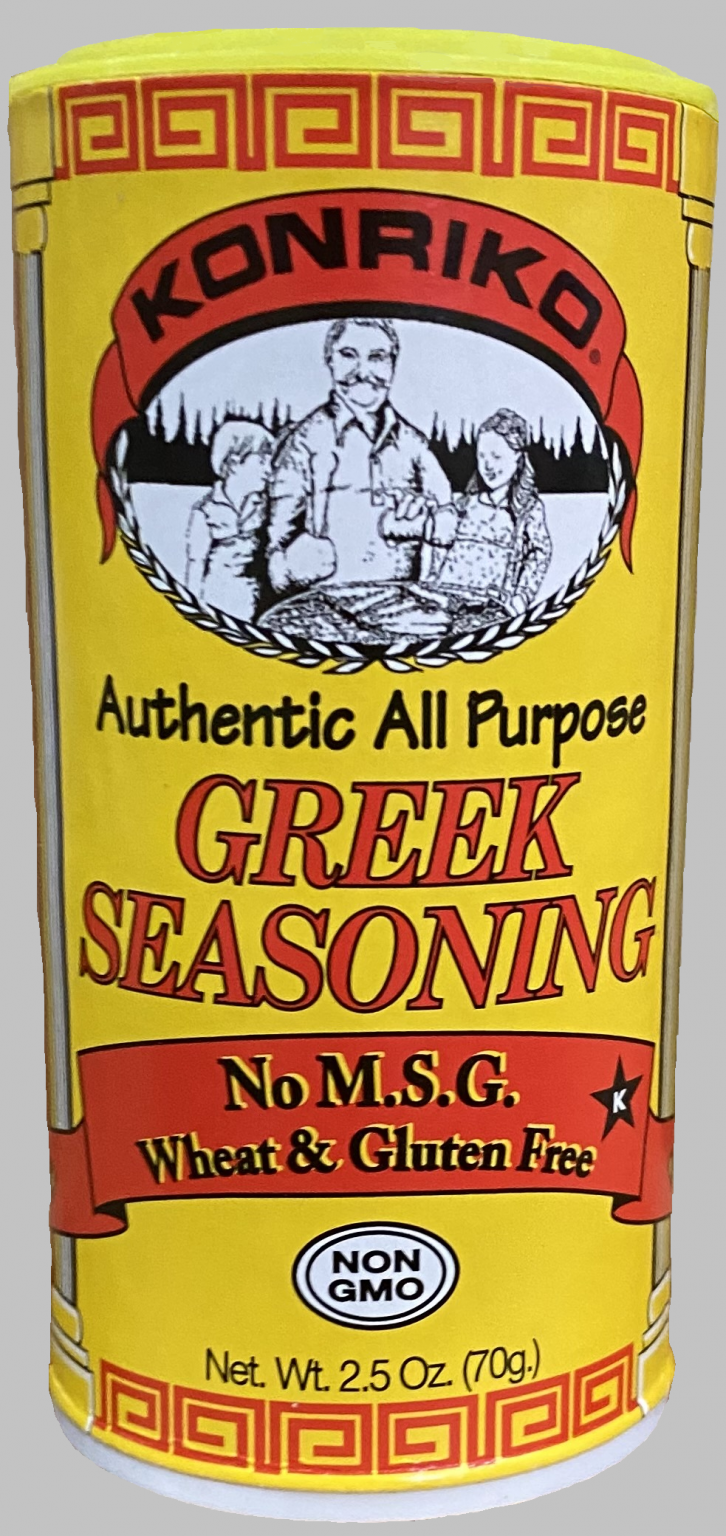 KONRIKO®
Authentic All Purpose
GREEK
SEASONING
No M.S.G.
K
Wheat & Gluten Free
NON
GMO
Net. Wt. 2.5 Oz. (70g.)